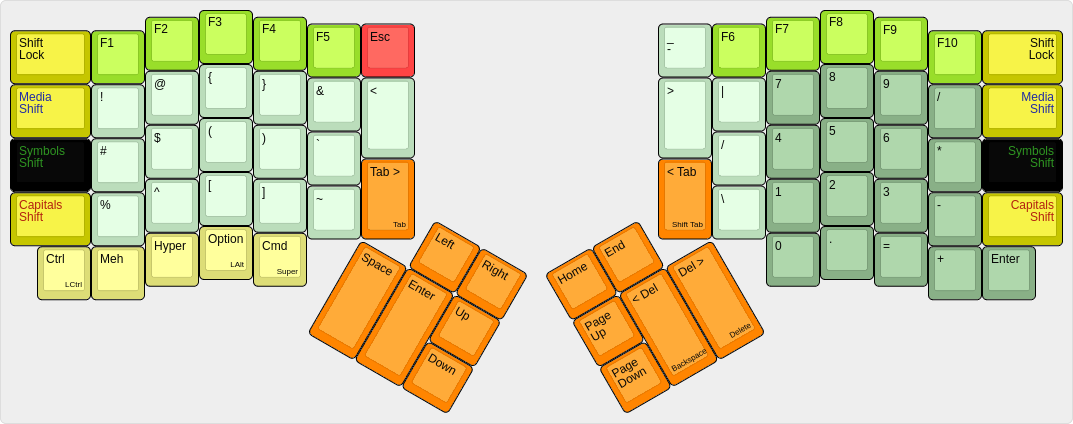 Shift
Lock
F1
F2
F3
F4
F5
Esc
Media
Shift
!
@
{
}
&
<
Symbols
Shift
#
$
(
)
`
Capitals
Shift
%
^
[
]
~
Tab >
Tab
Ctrl
LCtrl
Meh
Hyper
Option
LAlt
Cmd
Super
Space
Enter
Left
Right
Up
Down
_
-
F6
F7
F8
F9
F10
Shift
Lock
>
|
7
8
9
/
Media
Shift
/
4
5
6
*
Symbols
Shift
< Tab
Shift Tab
\
1
2
3
-
Capitals
Shift
0
.
=
+
Enter
Home
End
Page
Up
Page
Down
< Del
Backspace
Del >
Delete